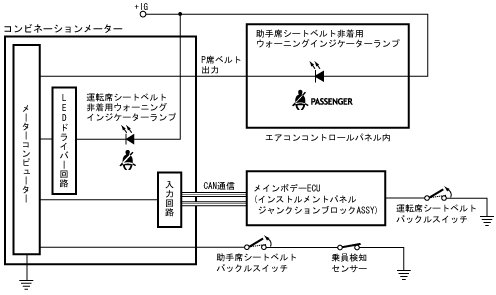 +IG
コンビネーションメーター
メーターコンピューター
LEDドライバー回路
運転席シートベルト
非着用ウォーニング
インジケーターランプ
P席ベルト
出力
助手席シートベルト非着用
ウォーニングインジケーターランプ
PASSENGER
エアコンコントロールパネル内
入力回路
CAN通信
メインボデーECU
(インストルメントパネル
ジャンクションブロックASSY)
運転席シートベルト
バックルスイッチ
助手席シートベルト
バックルスイッチ
乗員検知
センサー